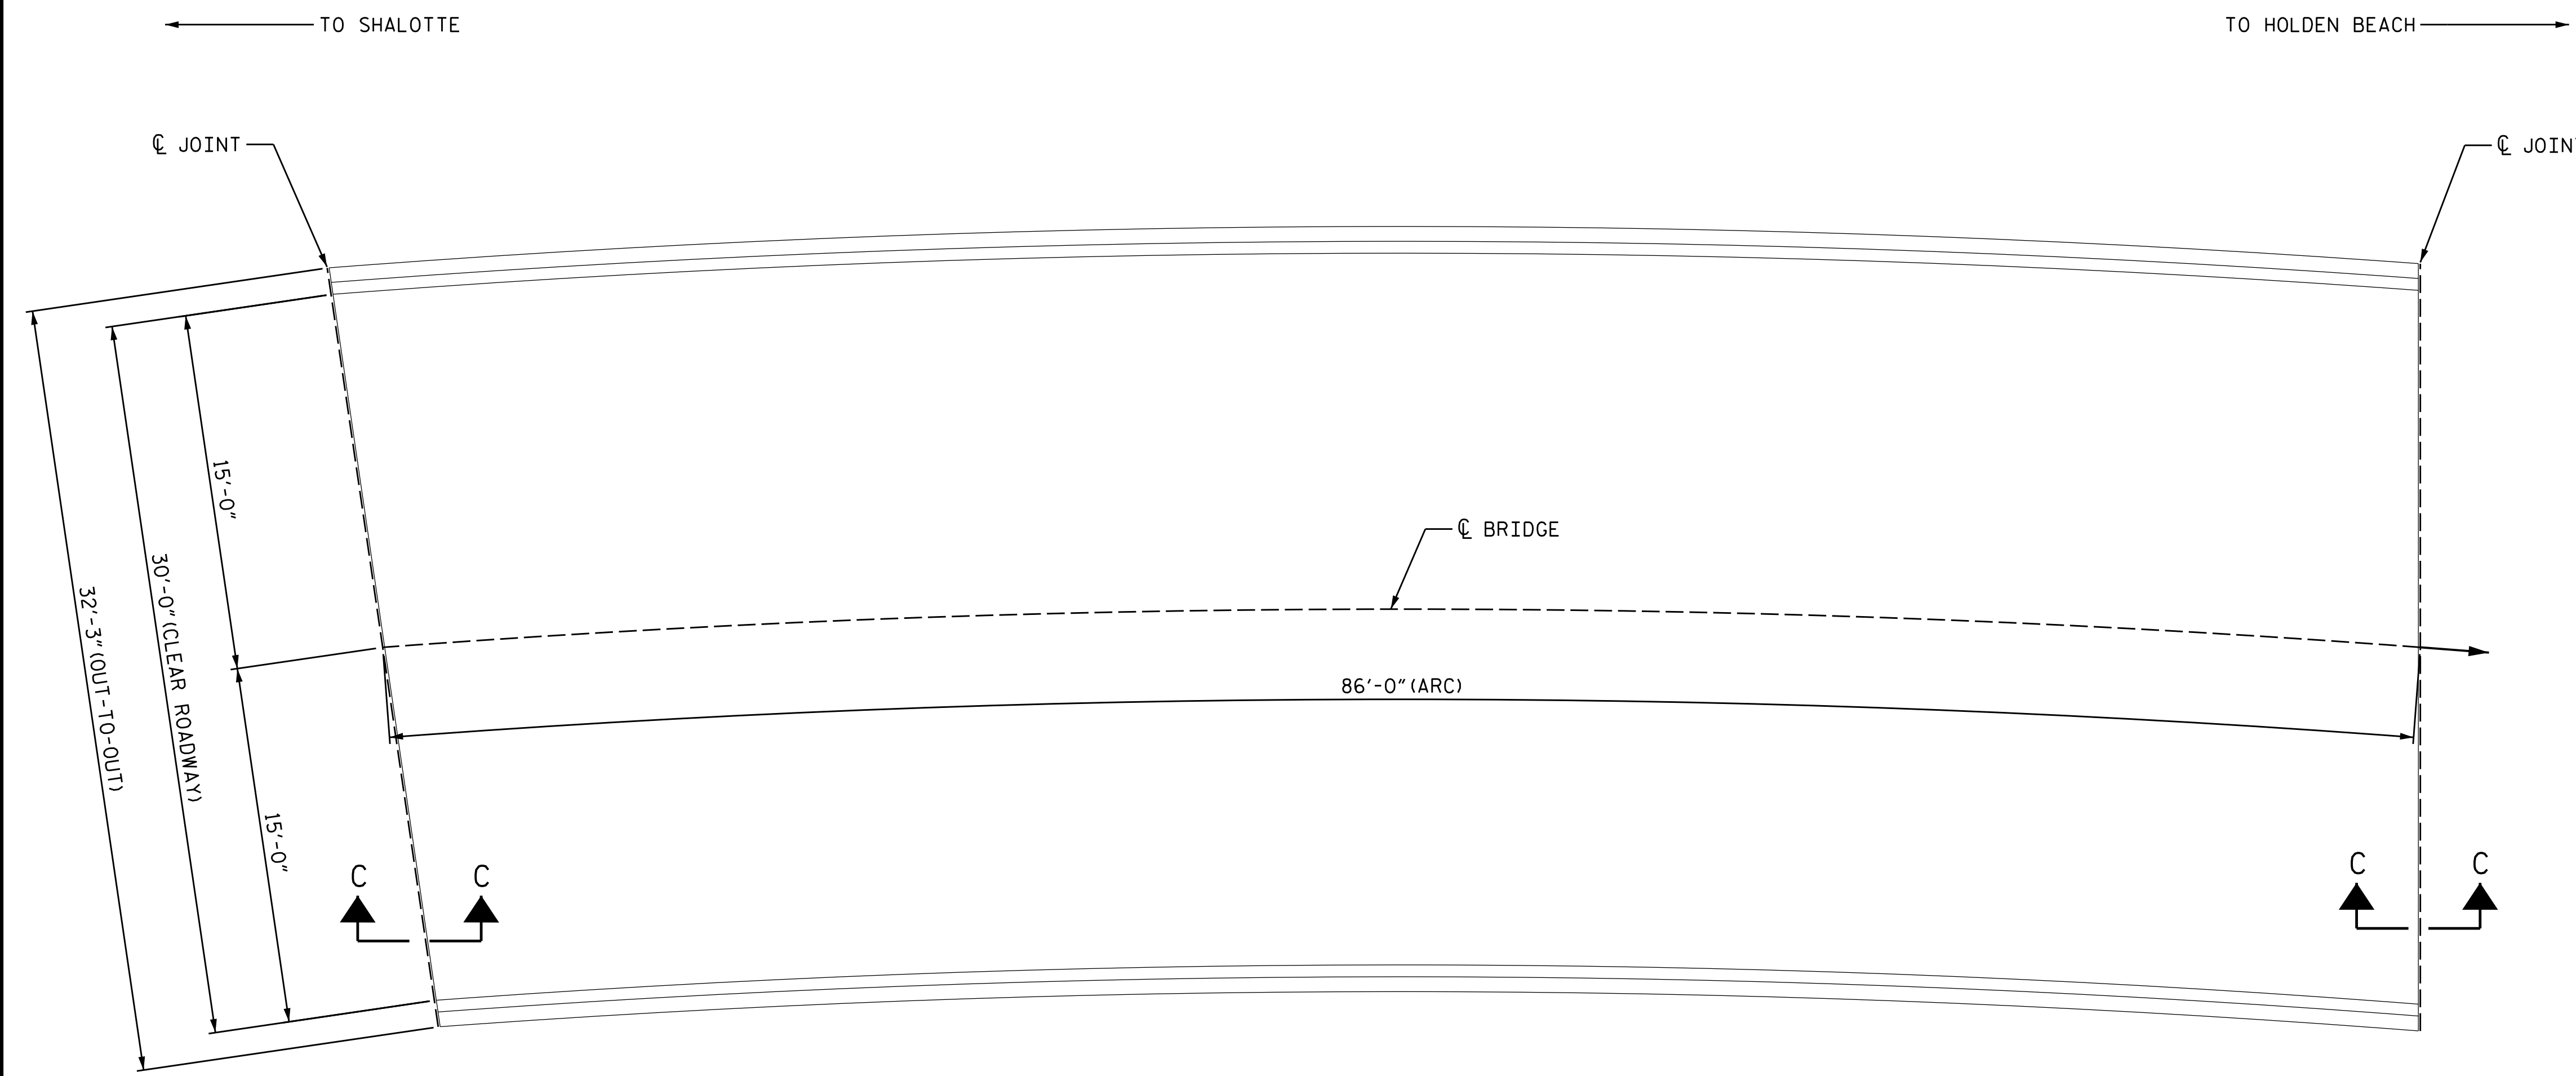 TO SHALOTTE
TO HOLDEN BEACH
℄ JOINT
℄ JOIN
15'-0"
℄ BRIDGE
30'-0"(CLEAR ROADWAY)
32'-3"(OUT-TO-OUT)
86'-0"(ARC)
15'-0"
C C
C C